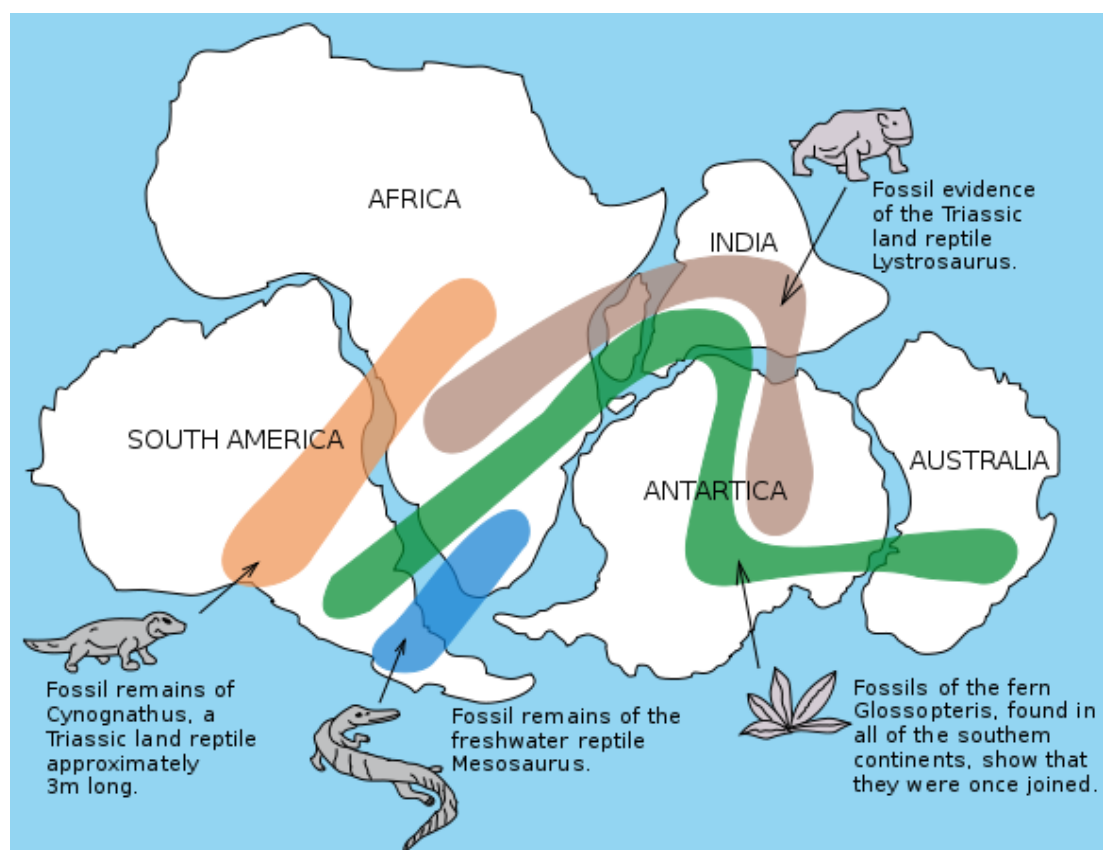 AFRICA
INDIA
Fossil evidence
of the Triassic
land reptile
Lystrosaurus.
SOUTH AMERICA
ANTARTICA
AUSTRALIA
Fossil remains of
Cynognathus, a
Triassic land reptile
approximately
3m long.
Fossil remains of the
freshwater reptile
Mesosaurus.
Fossils of the fern
Glossopteris, found in
all of the southem
continents, show that
they were once joined.